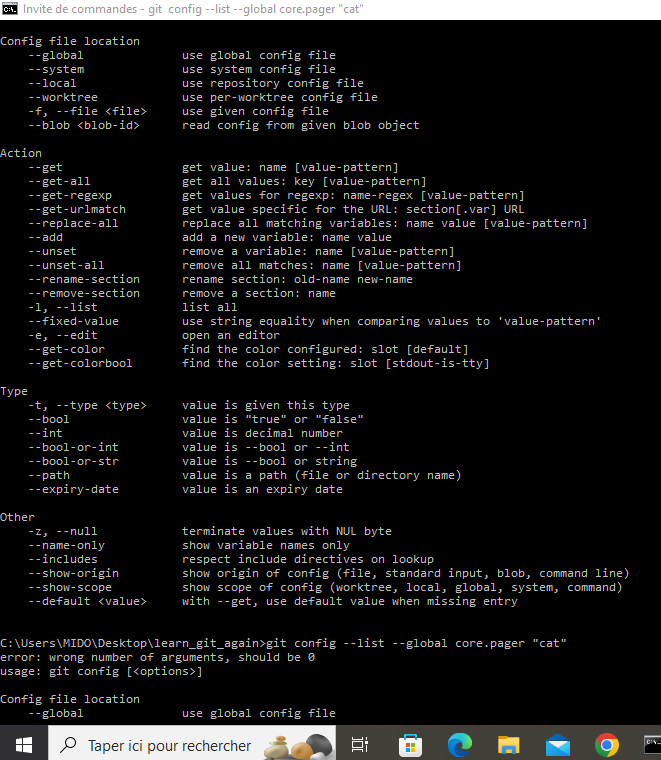 Invite de commandes - git  config --list --global core.pager "cat"
Config file location
--global use global config file
--system use system config file
--local use repository config file
--worktree use per-worktree config file
-f, --file <file> use given config file
--blob <blob-id> read config from given blob object
Action
--get get value: name [value-pattern]
--get-all get all values: key [value-pattern]
--get-regexp get values for regexp: name-regex [value-pattern]
--get-urlmatch get value specific for the URL: section[.var] URL
--replace-all replace all matching variables: name value [value-pattern]
--add add a new variable: name value
--unset remove a variable: name [value-pattern]
--unset-all remove all matches: name [value-pattern]
--rename-section rename section: old-name new-name
--remove-section remove a section: name
-l, --list list all
--fixed-value use string equality when comparing values to 'value-pattern'
-e, --edit open an editor
--get-color find the color configured: slot [default]
--get-colorbool find the color setting: slot [stdout-is-tty]
Type
-t, --type <type> value is given this type
--bool value is "true" or "false"
--int value is decimal number
--bool-or-int value is --bool or --int
--bool-or-str value is --bool or string
--path value is a path (file or directory name)
--expiry-date value is an expiry date
Other
-z, --null terminate values with NUL byte
--name-only show variable names only
--includes respect include directives on lookup
--show-origin show origin of config (file, standard input, blob, command line)
--show-scope show scope of config (worktree, local, global, system, command)
--default <value> with --get, use default value when missing entry
C:\Users\MIDO\Desktop\learn_git_again>git config --list --global core.pager "cat"
error: wrong number of arguments, should be 0
usage: git config [<options>]
Config file location
--global use global config file
Taper ici pour rechercher